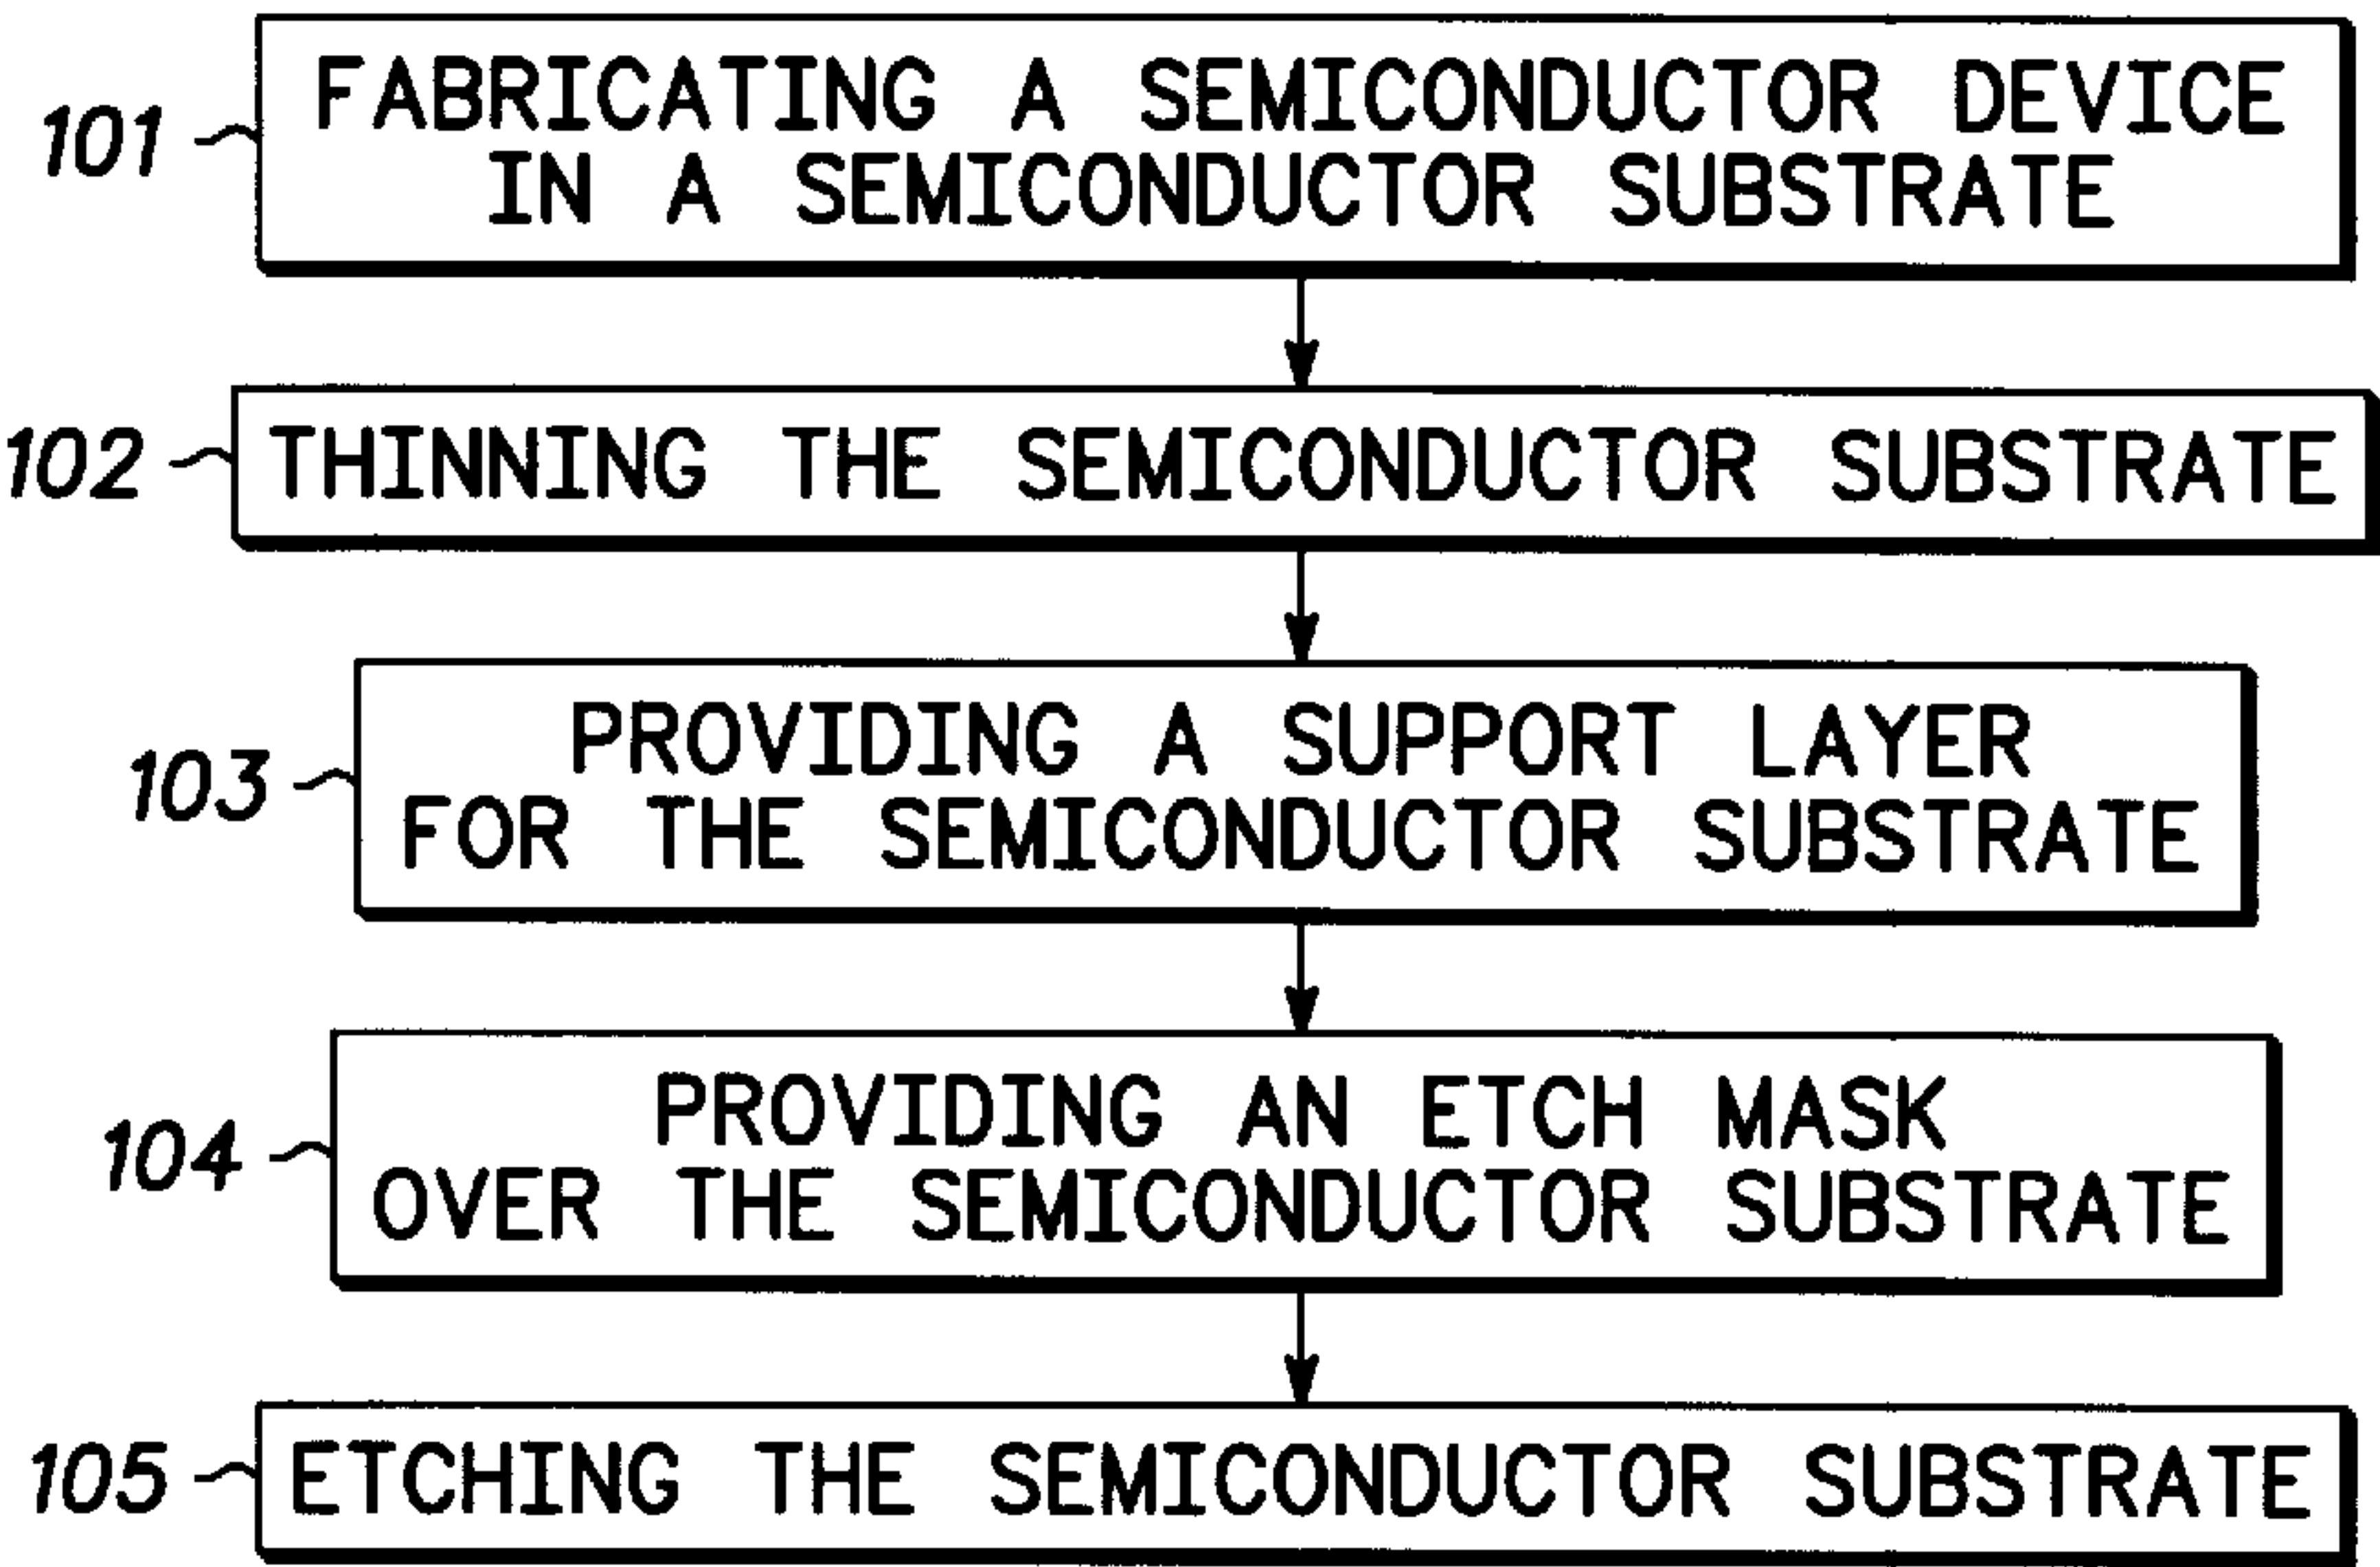 101
FABRICATING A SEMICONDUCTOR DEVICE
IN A SEMICONDUCTOR SUBSTRATE
102
THINNING THE SEMICONDUCTOR SUBSTRATE
103
PROVIDING A SUPPORT LAYER
FOR THE SEMICONDUCTOR SUBSTRATE
104
PROVIDING AN ETCH MASK
OVER THE SEMICONDUCTOR SUBSTRATE
105
ETCHING THE SEMICONDUCTOR SUBSTRATE